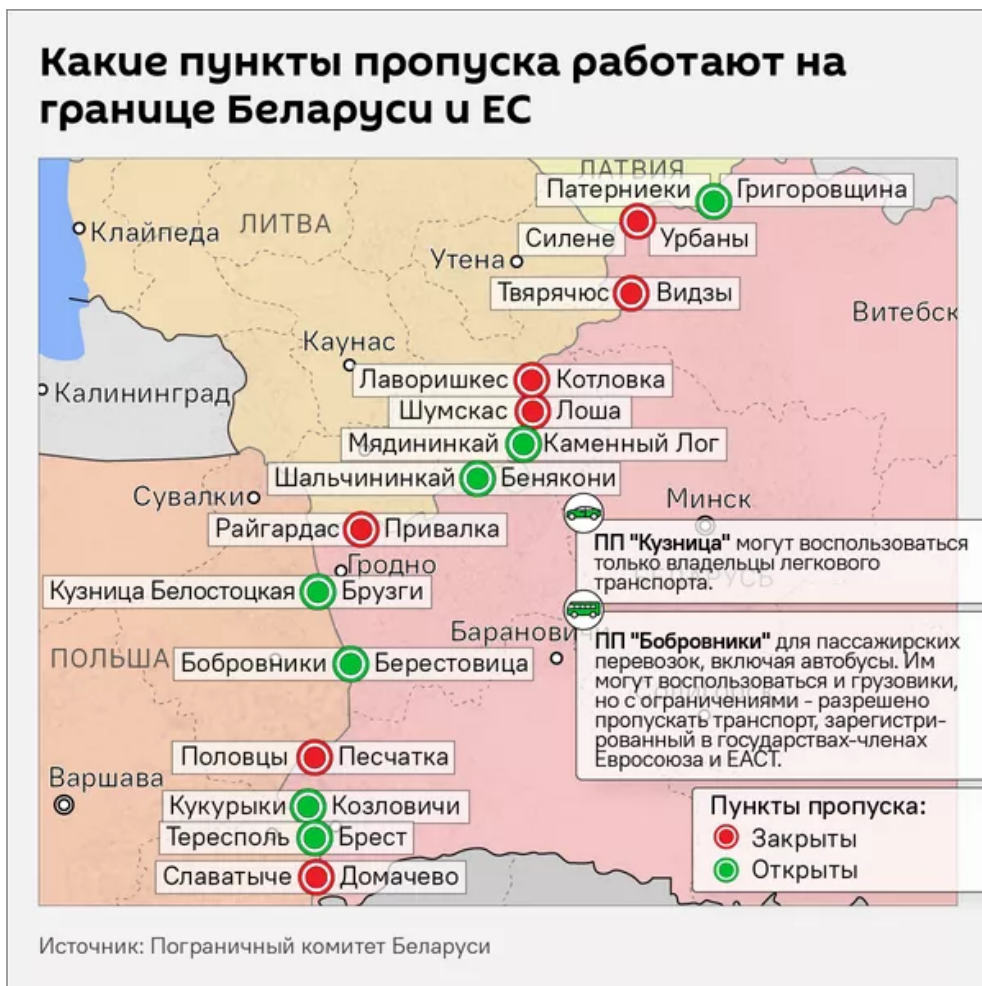 Какие пункты пропуска работают на
границе Беларуси и ЕС
ЛАТВИЯ
Патерниеки Григоровщина
Клайпеда ЛИТВА
Силене Урбаны
Утена
Твярячюс Видзы
Витебск
Каунас
Лаворишкес Котловка
Калининград
Шумскас Лоша
Мядининкай Каменный Лог
Шальчининкай Бенякони
Сувалки
Минск
Райгардас Привалка
ПП "Кузница" могут воспользоваться
только владельцы легкового
транспорта.
Гродно
Кузница Белостоцкая Брузги
Баранович
ПОЛЬША
Бобровники Берестовица
ПП "Бобровники" для пассажирских
перевозок, включая автобусы. Им
могут воспользоваться и грузовики,
но с ограничениями - разрешено
пропускать транспорт, зарегистри-
рованный в государствах-членах
Евросоюза и ЕАСТ.
Половцы Песчатка
Варшава
Кукурыки Козловичи
Тересполь Брест
Славатыче Домачево
Пункты пропуска:
Закрыты
Открыты
Источник: Пограничный комитет Беларуси